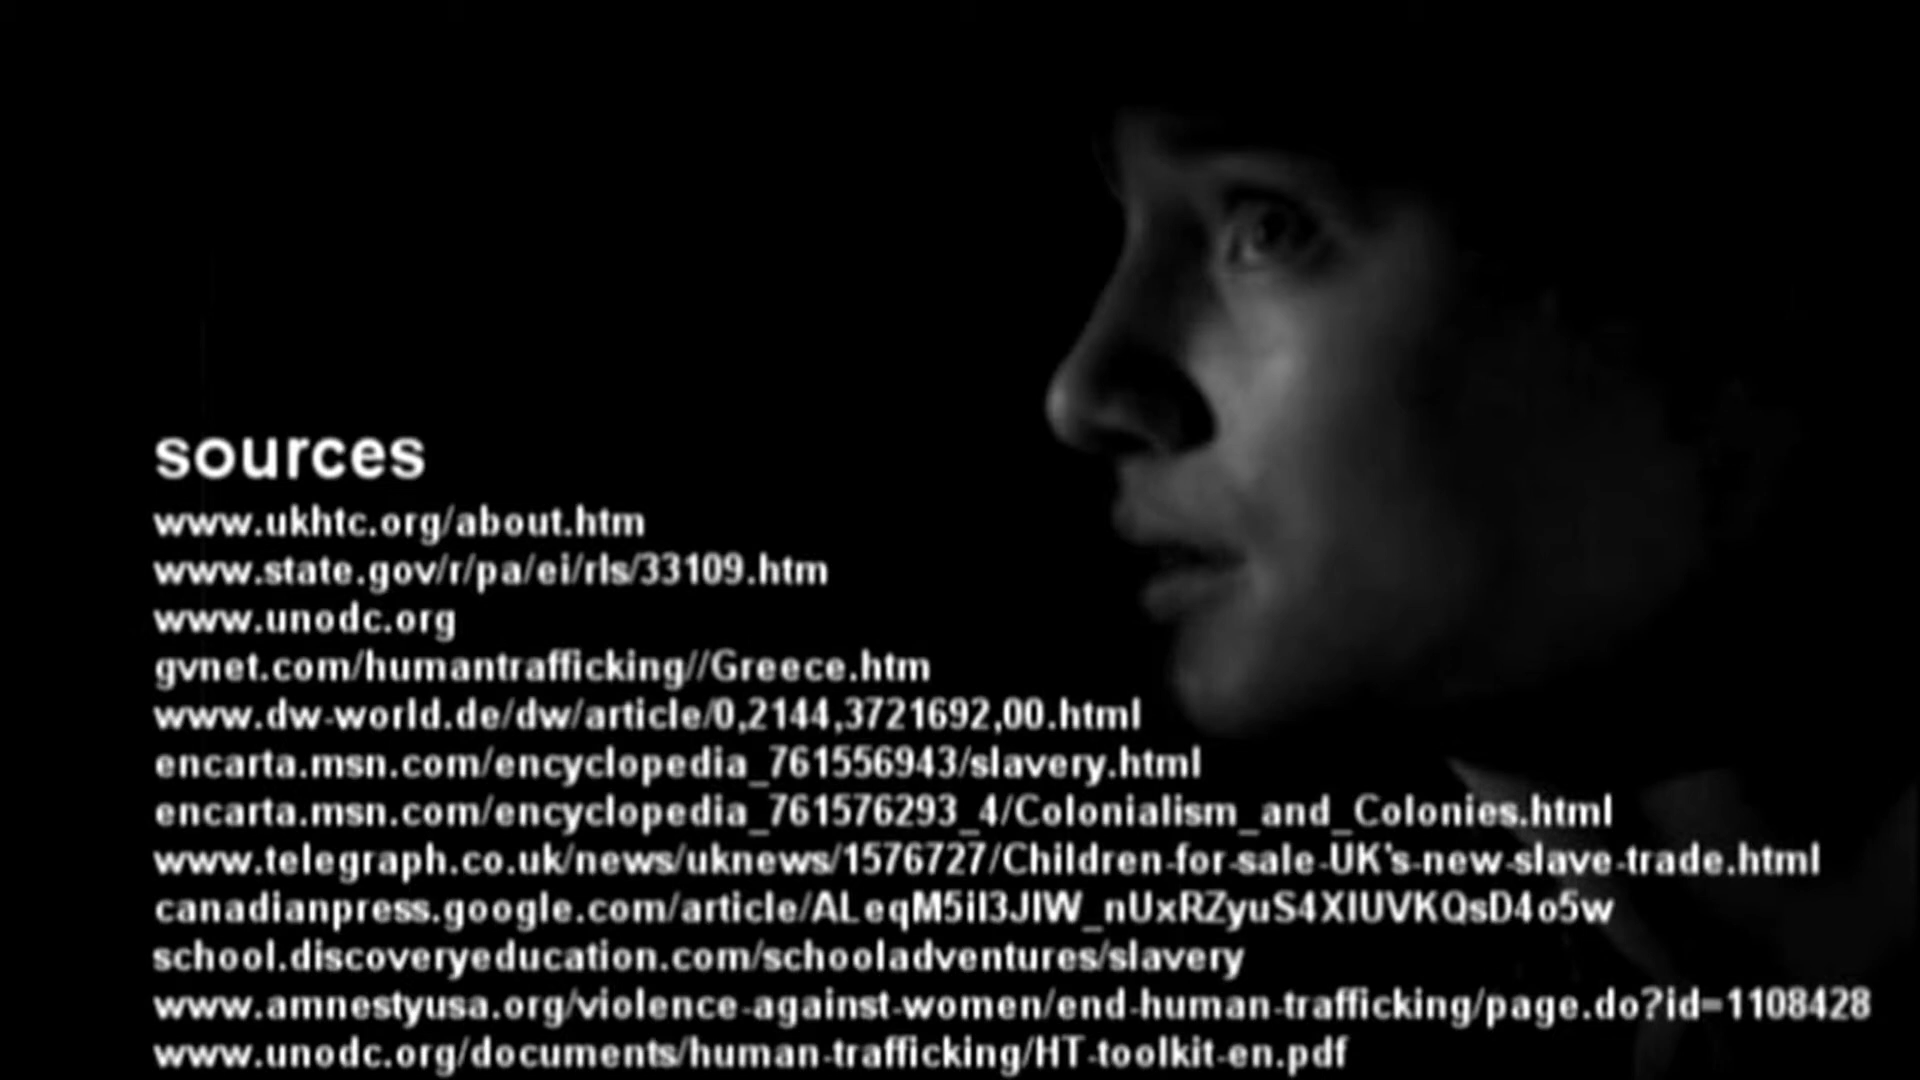 sources
www.ukhtc.org/about.htm
www.state.gov/r/pa/ei/rls/33109.htm
www.unodc.org
gvnet.com/humantrafficking//Greece.htm
www.dw-world.de/dw/article/0,2144,3721692,00.html
encarta.msn.com/encyclopedia_761556943/slavery.html
encarta.msn.com/encyclopedia_761576293_4/Colonialism_and_Colonies.html
www.telegraph.co.uk/news/uknews/1576727/Children-for-sale-UK's-new-slave-trade.html
canadianpress.google.com/article/ALeqM5iI3JIW_nUxRZyuS4XIUVKQsD4o5w
school.discoveryeducation.com/schooladventures/slavery
www.amnestyusa.org/violence-against-women/end-human-trafficking/page.do?id=1108428
www.unodc.org/documents/human-trafficking/HT-toolkit-en.pdf